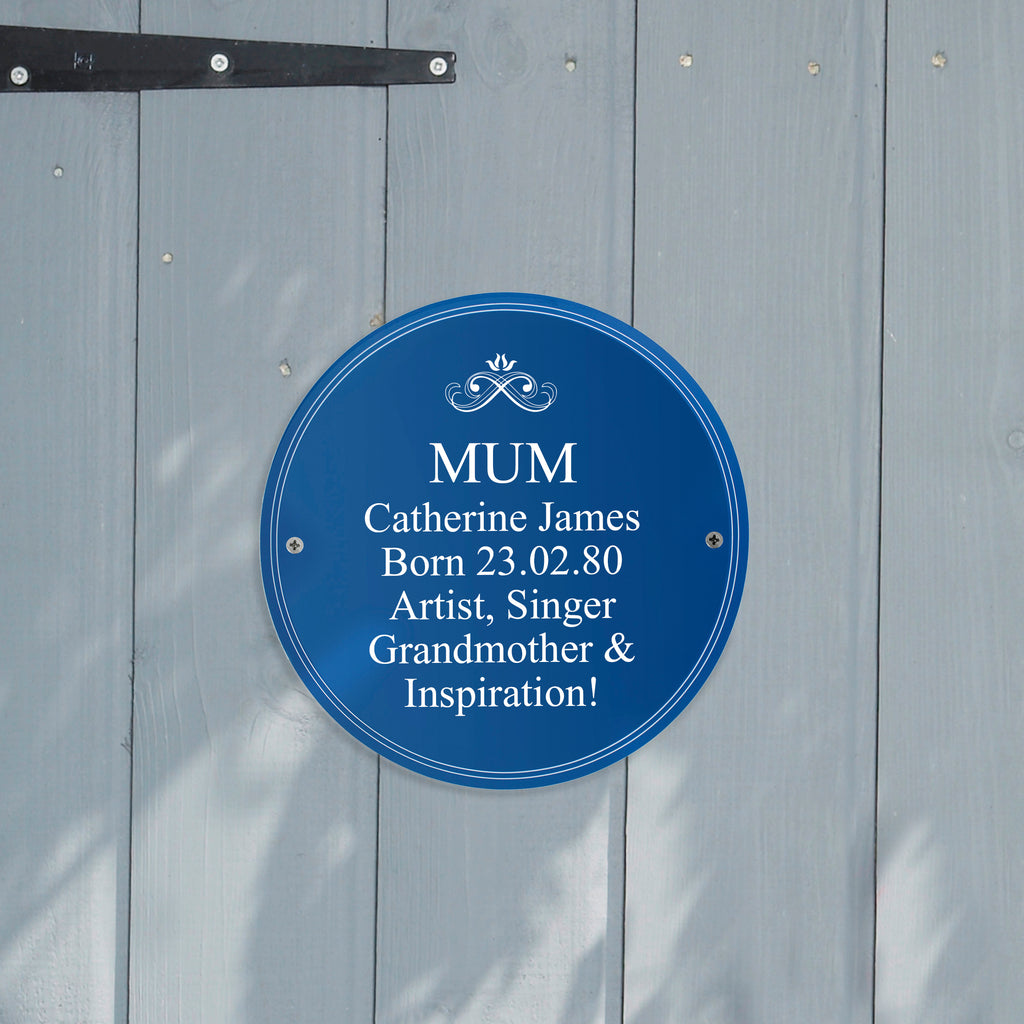 MUM
Catherine James
Born 23.02.80
Artist, Singer
Grandmother &
Inspiration!